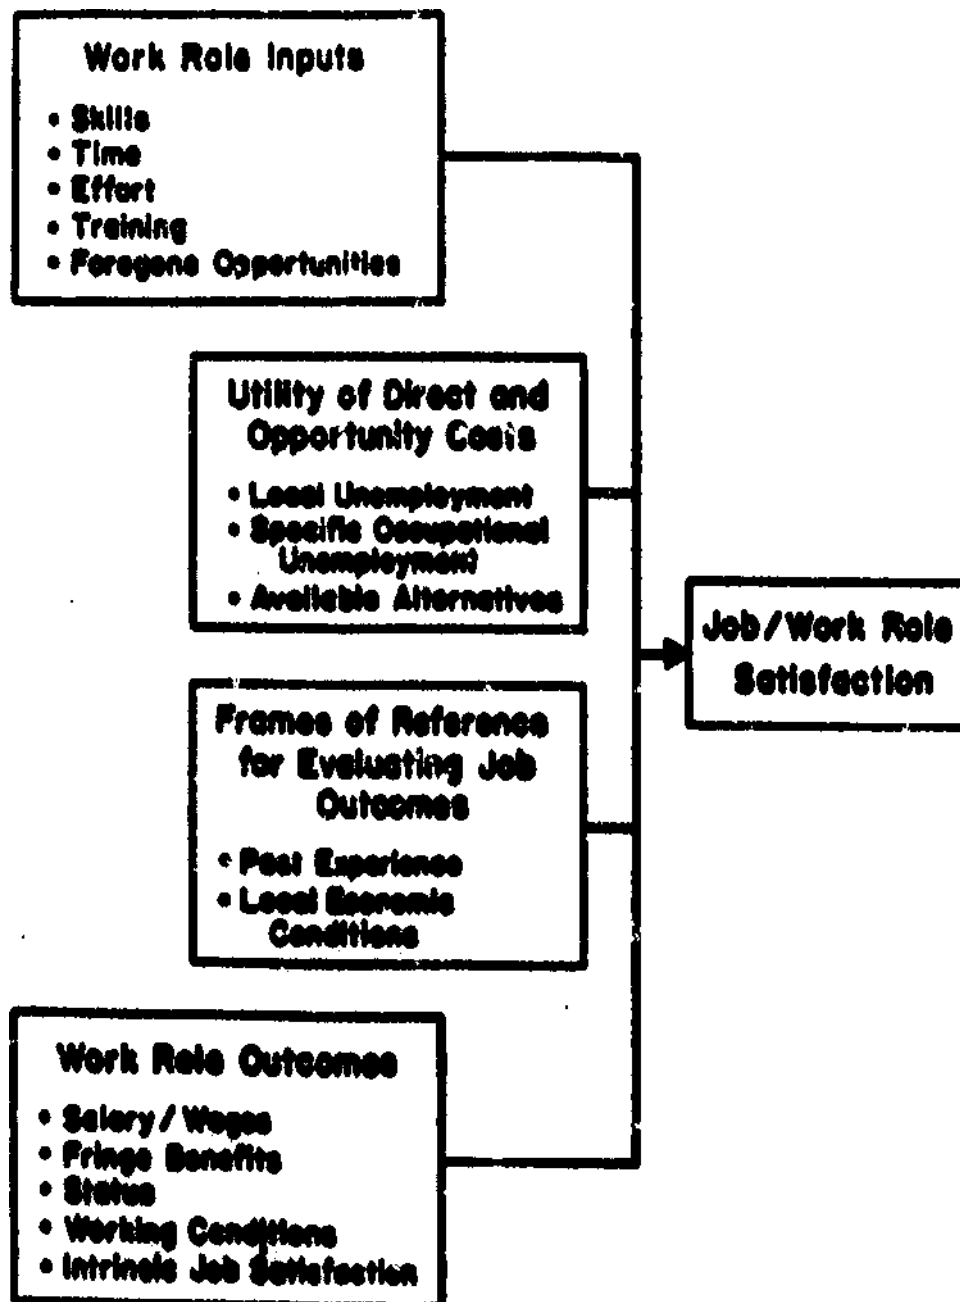 Work Role Inputs
• Skills
• Time
• Effort
• Training
• Foregone Opportunities
Utility of Direct and
Opportunity Costs
• Local Unemployment
• Specific Occupational
Unemployment
• Available Alternatives
Job/Work Role
Satisfaction
Frames of Reference
for Evaluating Job
Outcomes
• Past Experience
• Local Economic
Conditions
Work Role Outcomes
• Salary/Wages
• Fringe Benefits
• Status
• Working Conditions
• Intrinsic Job Satisfaction